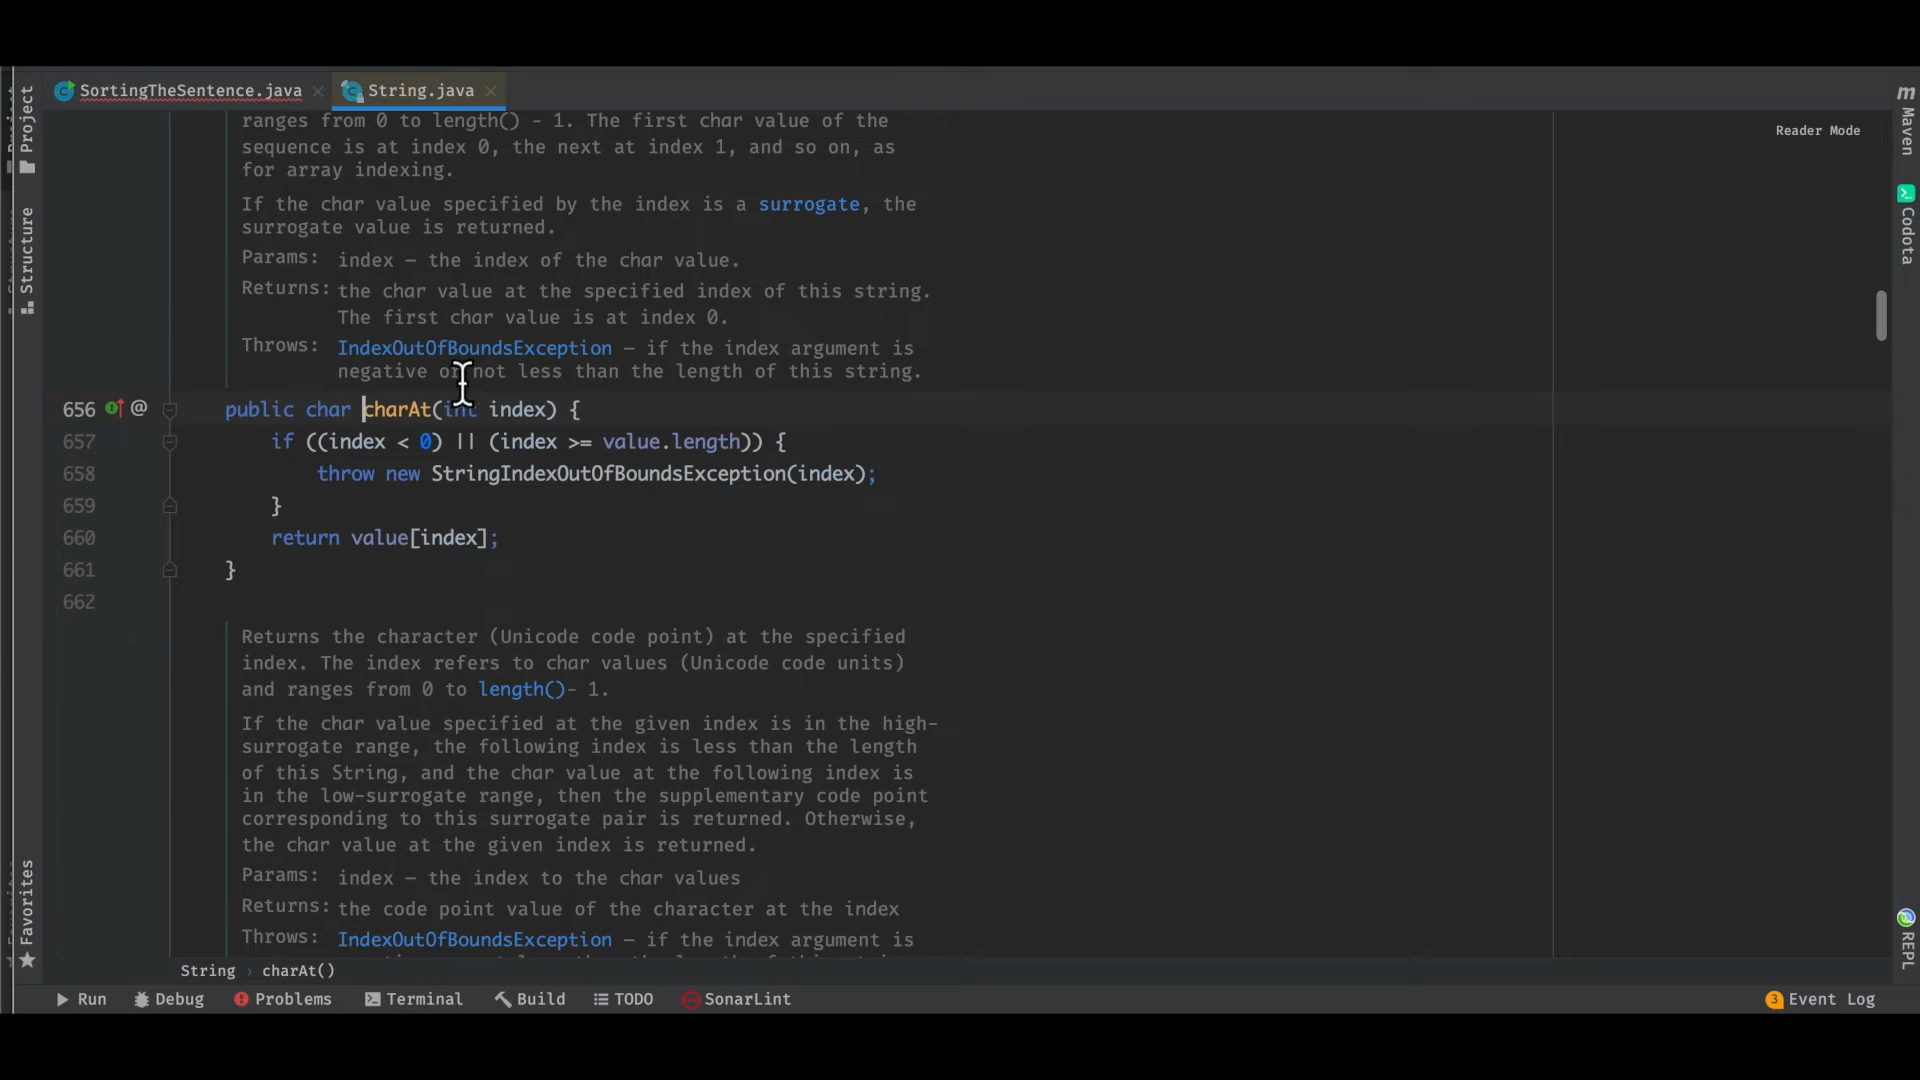 SortingTheSentence.java
String.java
Reader Mode
Project
Structure
Favorites
Maven
Codota
REPL
ranges from 0 to length() - 1. The first char value of the
sequence is at index 0, the next at index 1, and so on, as
for array indexing.
If the char value specified by the index is a surrogate, the
surrogate value is returned.
Params: index – the index of the char value.
Returns: the char value at the specified index of this string.
The first char value is at index 0.
Throws: IndexOutOfBoundsException – if the index argument is
negative or not less than the length of this string.
656 @ public char charAt(int index) {
657 if ((index < 0) || (index >= value.length)) {
658 throw new StringIndexOutOfBoundsException(index);
659 }
660 return value[index];
661 }
662
Returns the character (Unicode code point) at the specified
index. The index refers to char values (Unicode code units)
and ranges from 0 to length()- 1.
If the char value specified at the given index is in the high-
surrogate range, the following index is less than the length
of this String, and the char value at the following index is
in the low-surrogate range, then the supplementary code point
corresponding to this surrogate pair is returned. Otherwise,
the char value at the given index is returned.
Params: index – the index to the char values
Returns: the code point value of the character at the index
Throws: IndexOutOfBoundsException – if the index argument is
String › charAt()
Run Debug Problems Terminal Build TODO SonarLint 3 Event Log